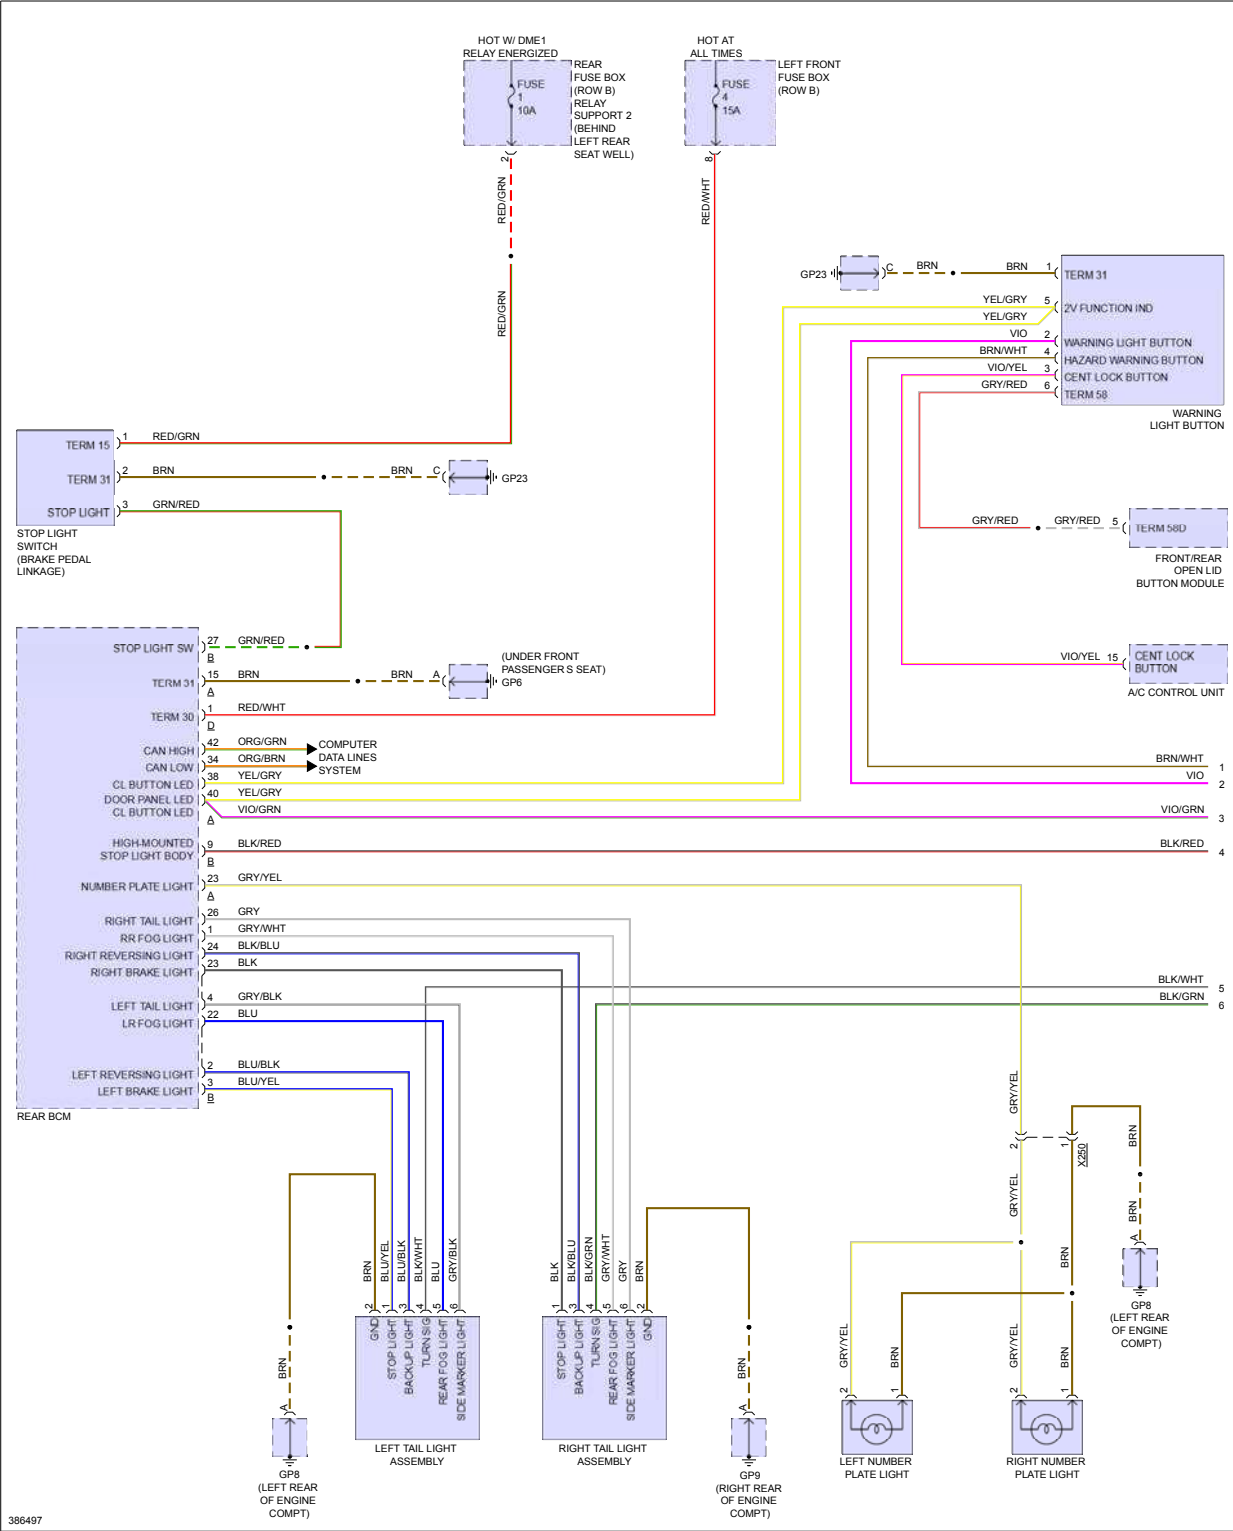 HOT W/ DME1
RELAY ENERGIZED
HOT AT
ALL TIMES
FUSE
1
10A
REAR
FUSE BOX
(ROW B)
RELAY
SUPPORT 2
(BEHIND
LEFT REAR
SEAT WELL)
FUSE
4
15A
LEFT FRONT
FUSE BOX
(ROW B)
2
8
RED/GRN
RED/WHT
RED/GRN
GP23
C
BRN
BRN
1
TERM 31
YEL/GRY
5
2V FUNCTION IND
YEL/GRY
VIO
2
WARNING LIGHT BUTTON
BRN/WHT
4
HAZARD WARNING BUTTON
VIO/YEL
3
CENT LOCK BUTTON
GRY/RED
6
TERM 58
WARNING
LIGHT BUTTON
TERM 15
1
RED/GRN
TERM 31
2
BRN
BRN
C
GP23
STOP LIGHT
3
GRN/RED
STOP LIGHT
SWITCH
(BRAKE PEDAL
LINKAGE)
GRY/RED
GRY/RED
5
TERM 58D
FRONT/REAR
OPEN LID
BUTTON MODULE
STOP LIGHT SW
27
GRN/RED
B
TERM 31
15
BRN
BRN
A
A
(UNDER FRONT
PASSENGER S SEAT)
GP6
VIO/YEL
15
CENT LOCK
BUTTON
A/C CONTROL UNIT
TERM 30
1
RED/WHT
D
CAN HIGH
42
ORG/GRN
CAN LOW
34
ORG/BRN
COMPUTER
DATA LINES
SYSTEM
CL BUTTON LED
38
YEL/GRY
DOOR PANEL LED
40
YEL/GRY
CL BUTTON LED
VIO/GRN
A
BRN/WHT
1
VIO
2
VIO/GRN
3
HIGH-MOUNTED
STOP LIGHT BODY
9
BLK/RED
B
BLK/RED
4
NUMBER PLATE LIGHT
23
GRY/YEL
A
RIGHT TAIL LIGHT
26
GRY
RR FOG LIGHT
1
GRY/WHT
RIGHT REVERSING LIGHT
24
BLK/BLU
RIGHT BRAKE LIGHT
23
BLK
BLK/WHT
5
BLK/GRN
6
LEFT TAIL LIGHT
4
GRY/BLK
LR FOG LIGHT
22
BLU
LEFT REVERSING LIGHT
2
BLU/BLK
LEFT BRAKE LIGHT
3
BLU/YEL
B
REAR BCM
GRY/YEL
2
1
X250
BRN
GRY/YEL
BRN
BRN
A
GP8
(LEFT REAR
OF ENGINE
COMPT)
BRN
BLU/YEL
BLU/BLK
BLK/WHT
BLU
GRY/BLK
2
1
3
4
5
6
GND
STOP LIGHT
BACKUP LIGHT
TURN SIG
REAR FOG LIGHT
SIDE MARKER LIGHT
LEFT TAIL LIGHT
ASSEMBLY
BRN
A
GP8
(LEFT REAR
OF ENGINE
COMPT)
BLK
BLK/BLU
BLK/GRN
GRY/WHT
GRY
BRN
1
3
4
5
6
2
STOP LIGHT
BACKUP LIGHT
TURN SIG
REAR FOG LIGHT
SIDE MARKER LIGHT
GND
RIGHT TAIL LIGHT
ASSEMBLY
BRN
A
GP9
(RIGHT REAR
OF ENGINE
COMPT)
GRY/YEL
BRN
2
1
LEFT NUMBER
PLATE LIGHT
GRY/YEL
BRN
2
1
RIGHT NUMBER
PLATE LIGHT
386497